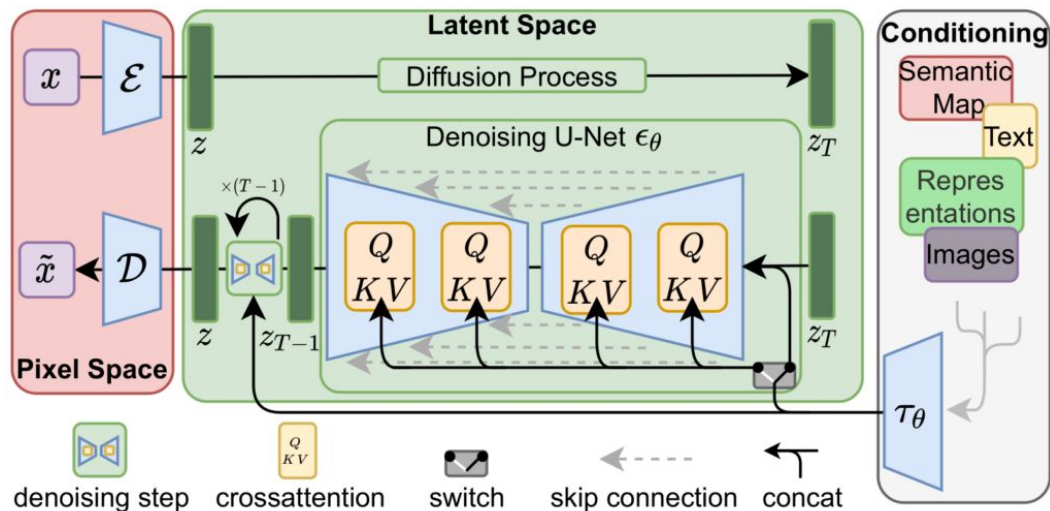 Latent Space
Conditioning
x
ℰ
Diffusion Process
Semantic
Map
Text
z
Denoising U-Net ϵ_θ
z_T
×(T−1)
Repres
entations
Images
x̃
𝒟
Q
KV
Q
KV
Q
KV
Q
KV
z
z_{T−1}
z_T
Pixel Space
τ_θ
Q
KV
denoising step
crossattention
switch
skip connection
concat